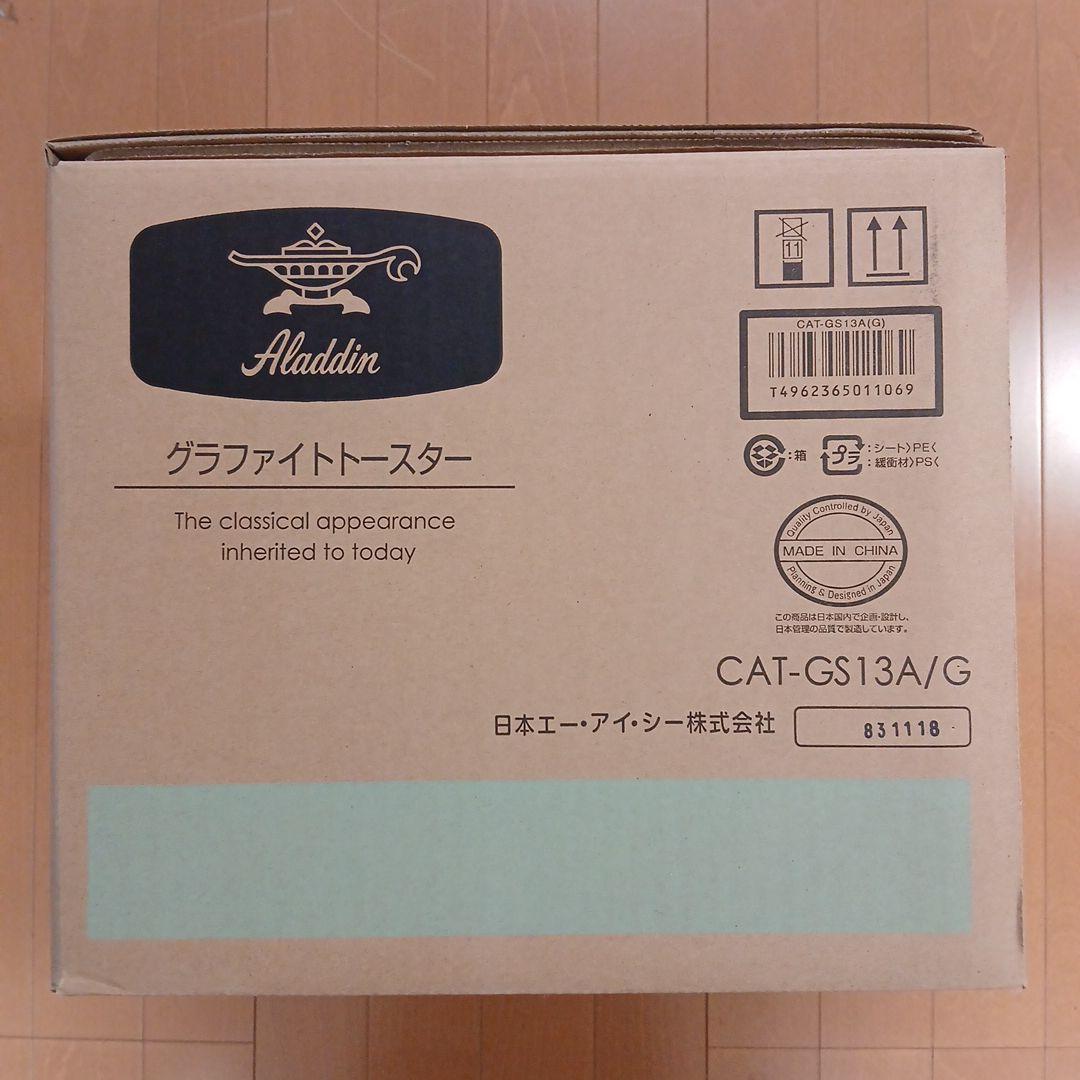 Aladdin
グラファイトトースター
The classical appearance
inherited to today
11
CAT-GS13A(G)
T4962365011069
:箱
プラ
:シート〉PE〈
:緩衝材〉PS〈
Quality Controlled by Japan
MADE IN CHINA
Planning & Designed in Japan
この商品は日本国内で企画・設計し、
日本管理の品質で製造しています。
CAT-GS13A/G
日本エー・アイ・シー株式会社
831118